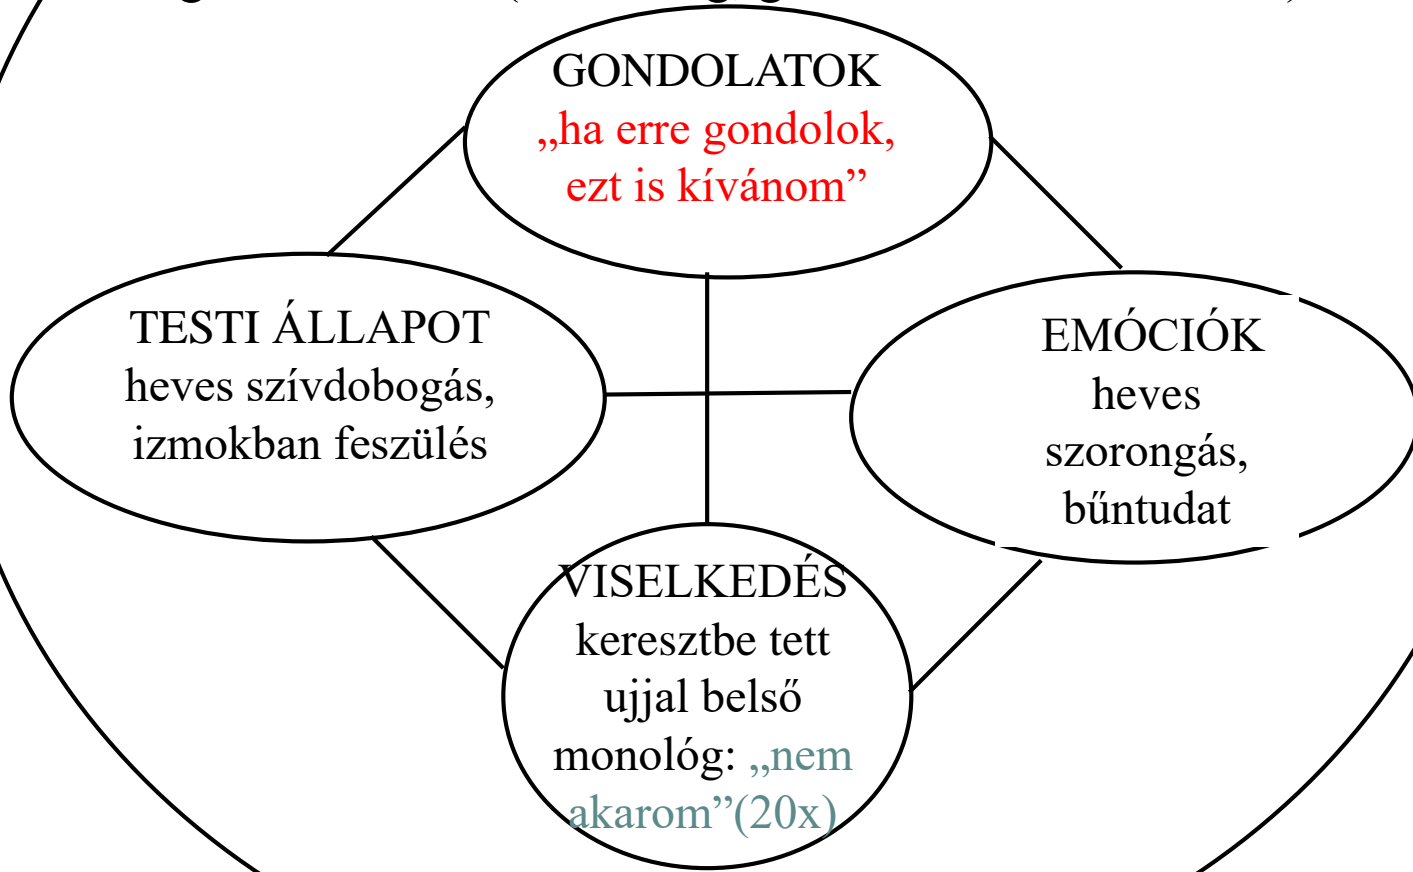 GONDOLATOK
„ha erre gondolok,
ezt is kívánom”
TESTI ÁLLAPOT
heves szívdobogás,
izmokban feszülés
EMÓCIÓK
heves
szorongás,
bűntudat
VISELKEDÉS
keresztbe tett
ujjal belső
monológ: „nem
akarom”(20x)